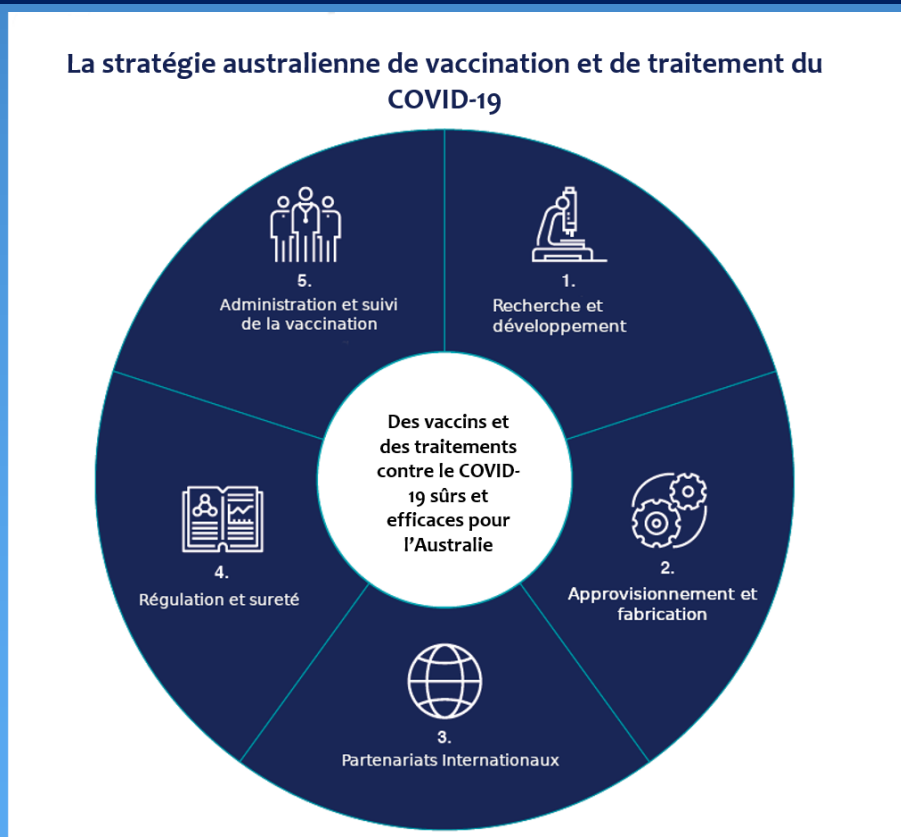 La stratégie australienne de vaccination et de traitement du
COVID-19
5.
Administration et suivi
de la vaccination
1.
Recherche et
développement
Des vaccins et
des traitements
contre le COVID-
19 sûrs et
efficaces pour
l'Australie
4.
Régulation et sureté
2.
Approvisionnement et
fabrication
3.
Partenariats Internationaux